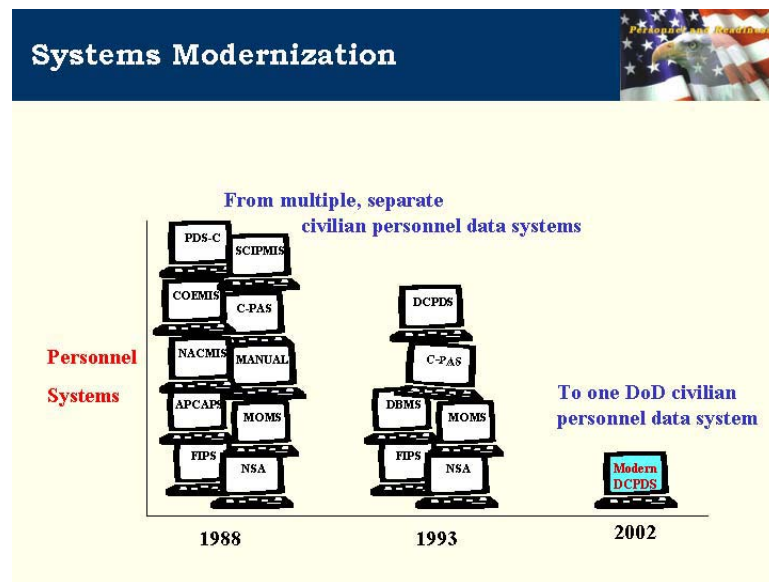 Systems Modernization
Personnel and Readiness
From multiple, separate
civilian personnel data systems
PDS-C
SCIPMIS
COEMIS
C-PAS
NACMIS
MANUAL
APCAPS
MOMS
FIPS
NSA
DCPDS
C-PAS
DBMS
MOMS
FIPS
NSA
Personnel
Systems
To one DoD civilian
personnel data system
Modern
DCPDS
1988
1993
2002